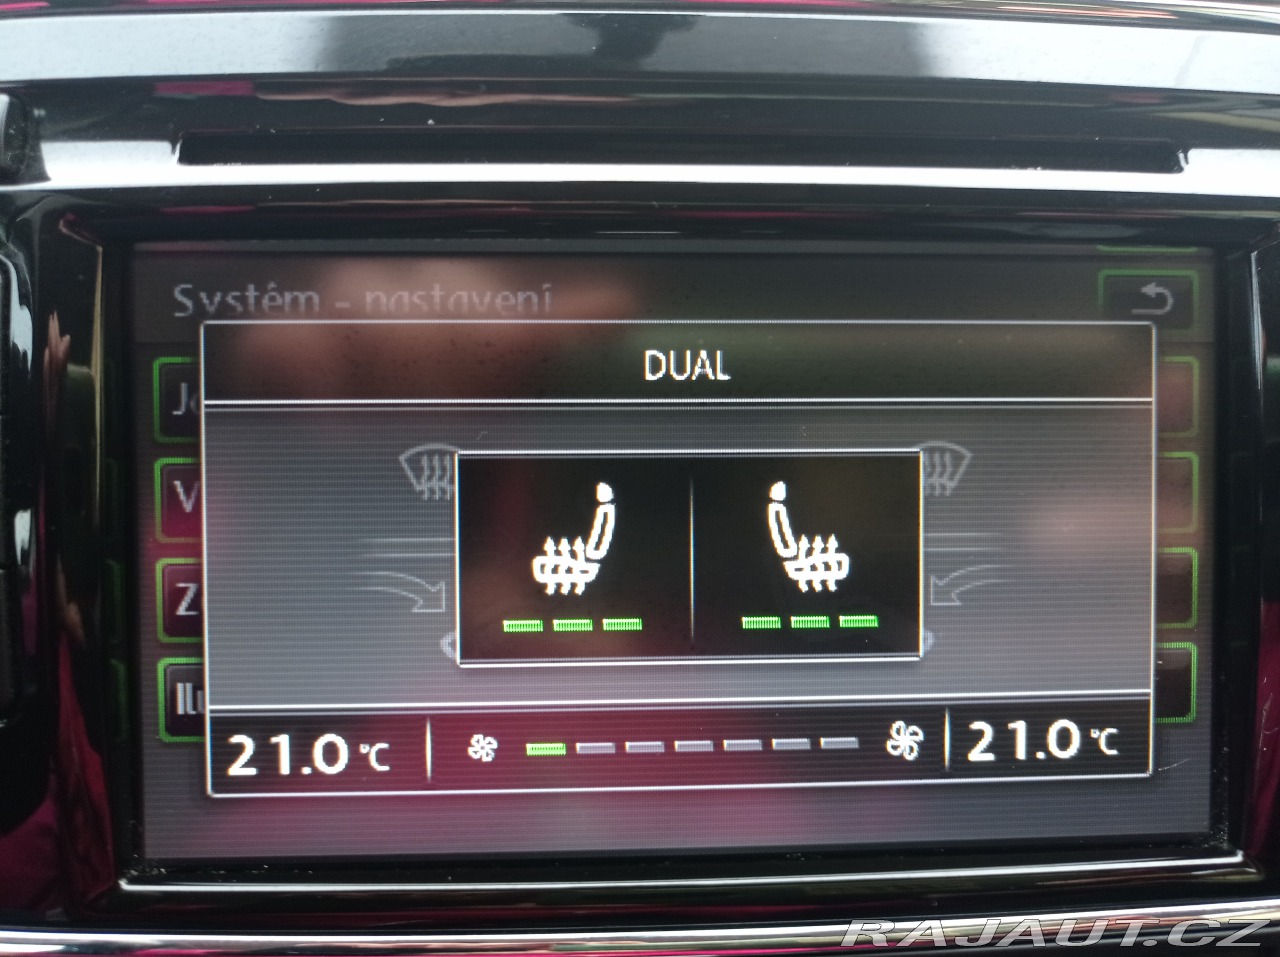 Systém - nastavení
DUAL
21.0 °C
21.0 °C
RAJAUT.CZ